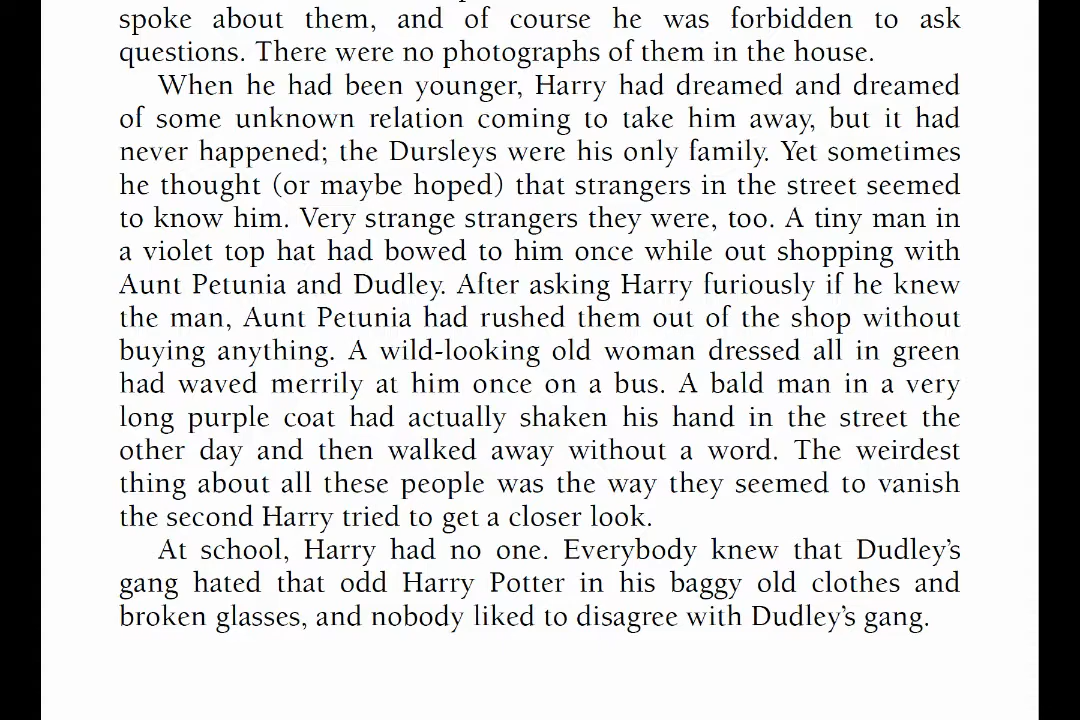 spoke about them, and of course he was forbidden to ask
questions. There were no photographs of them in the house.
When he had been younger, Harry had dreamed and dreamed
of some unknown relation coming to take him away, but it had
never happened; the Dursleys were his only family. Yet sometimes
he thought (or maybe hoped) that strangers in the street seemed
to know him. Very strange strangers they were, too. A tiny man in
a violet top hat had bowed to him once while out shopping with
Aunt Petunia and Dudley. After asking Harry furiously if he knew
the man, Aunt Petunia had rushed them out of the shop without
buying anything. A wild-looking old woman dressed all in green
had waved merrily at him once on a bus. A bald man in a very
long purple coat had actually shaken his hand in the street the
other day and then walked away without a word. The weirdest
thing about all these people was the way they seemed to vanish
the second Harry tried to get a closer look.
At school, Harry had no one. Everybody knew that Dudley's
gang hated that odd Harry Potter in his baggy old clothes and
broken glasses, and nobody liked to disagree with Dudley's gang.